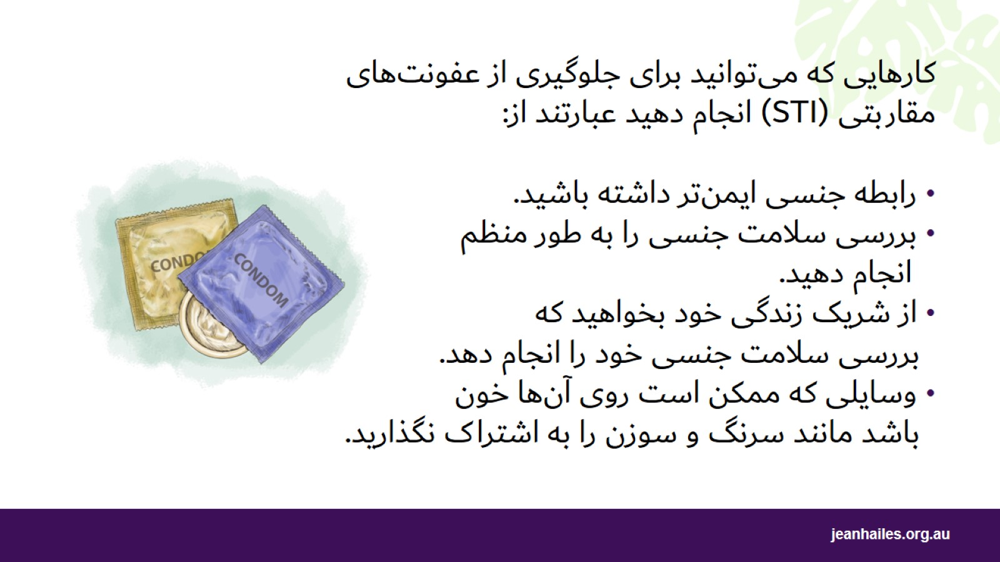 کارهایی که می‌توانید برای جلوگیری از عفونت‌های
مقاربتی (STI) انجام دهید عبارتند از:
• رابطه جنسی ایمن‌تر داشته باشید.
• بررسی سلامت جنسی را به طور منظم
انجام دهید.
• از شریک زندگی خود بخواهید که
بررسی سلامت جنسی خود را انجام دهد.
• وسایلی که ممکن است روی آن‌ها خون
باشد مانند سرنگ و سوزن را به اشتراک نگذارید.
CONDO
CONDOM
jeanhailes.org.au